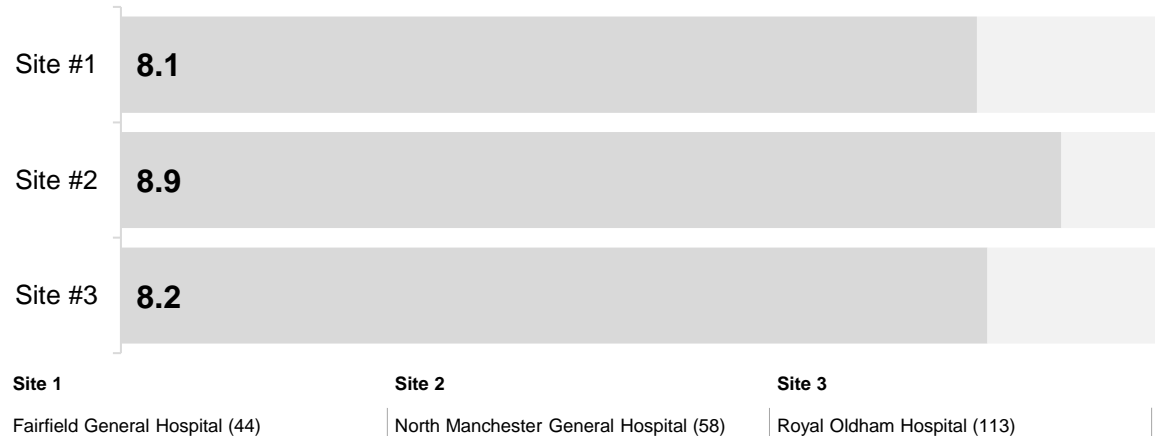 Site #1 8.1
Site #2 8.9
Site #3 8.2
Site 1 Site 2 Site 3
Fairfield General Hospital (44) North Manchester General Hospital (58) Royal Oldham Hospital (113)